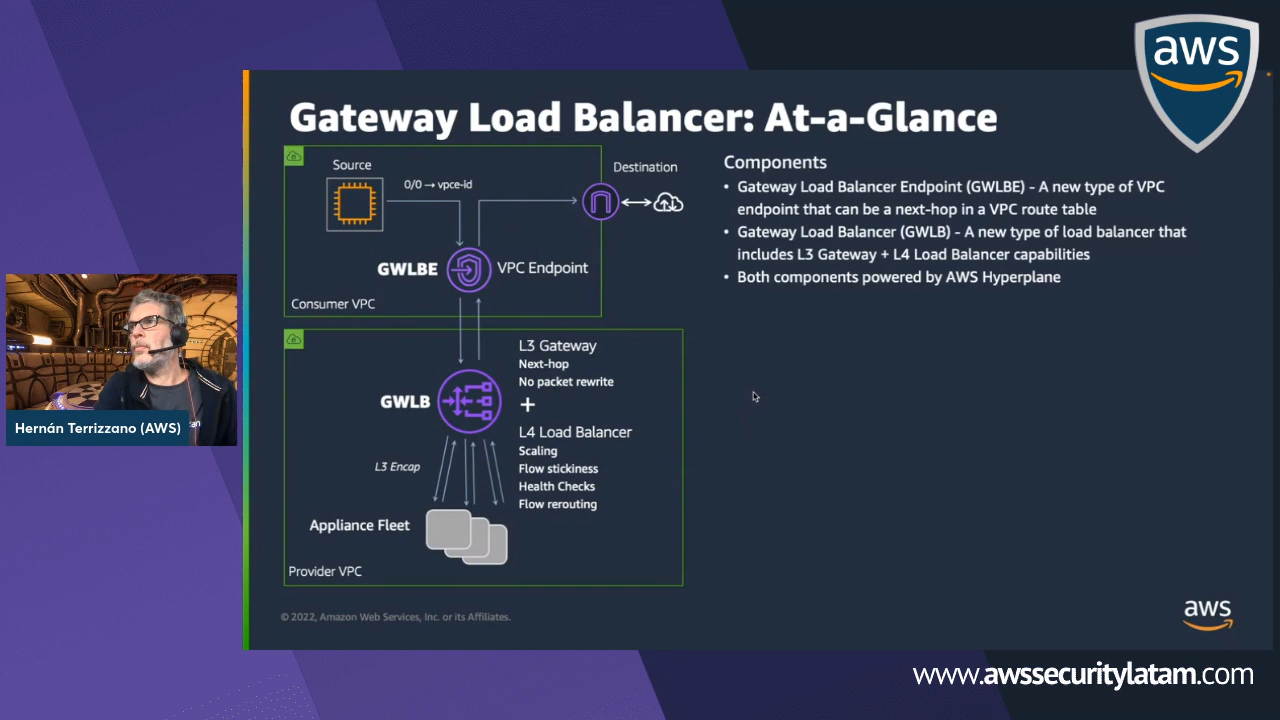 aws
Gateway Load Balancer: At-a-Glance
Source
0/0 → vpce-id
Destination
GWLBE
VPC Endpoint
Consumer VPC
L3 Gateway
Next-hop
No packet rewrite
GWLB
+
L4 Load Balancer
Scaling
Flow stickiness
Health Checks
Flow rerouting
L3 Encap
Appliance Fleet
Provider VPC
Components
• Gateway Load Balancer Endpoint (GWLBE) - A new type of VPC
endpoint that can be a next-hop in a VPC route table
• Gateway Load Balancer (GWLB) - A new type of load balancer that
includes L3 Gateway + L4 Load Balancer capabilities
• Both components powered by AWS Hyperplane
Hernán Terrizzano (AWS)
© 2022, Amazon Web Services, Inc. or its Affiliates.
aws
www.awssecuritylatam.com